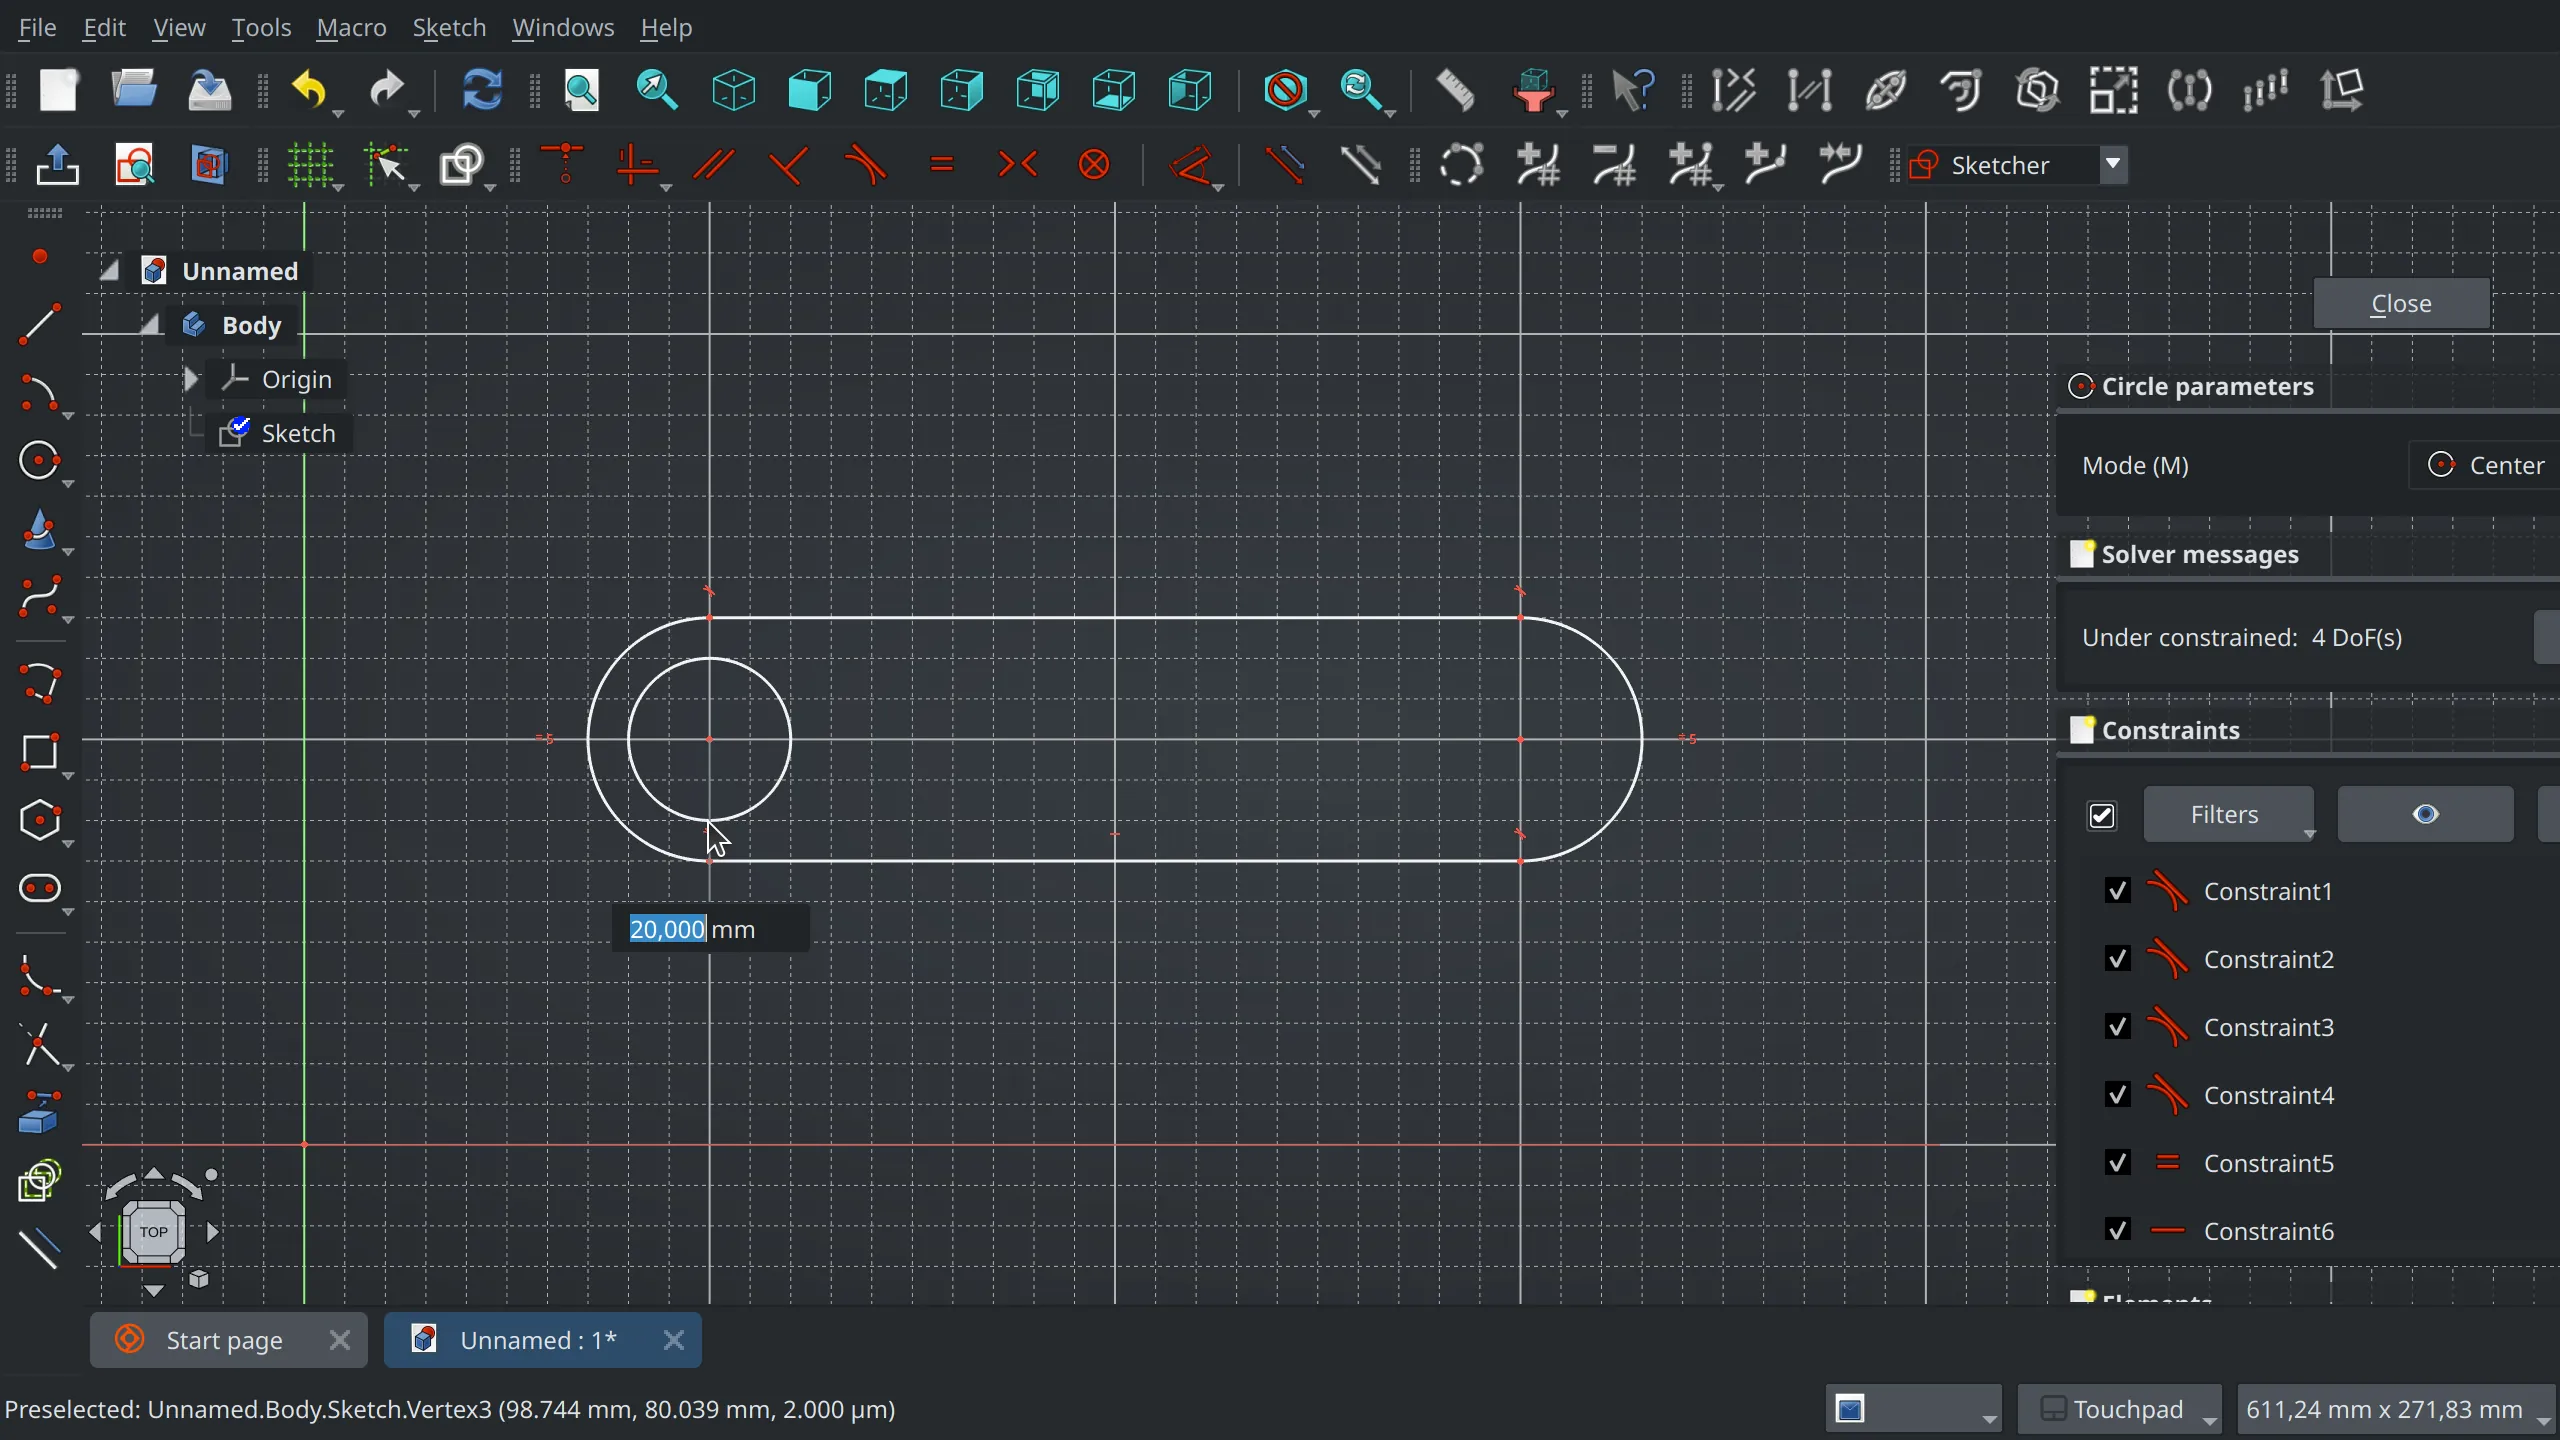 File Edit View Tools Macro Sketch Windows Help
Sketcher
Unnamed
Body
Origin
Sketch
Close
Circle parameters
Mode (M) Center
Solver messages
Under constrained: 4 DoF(s)
Constraints
Filters
Constraint1
Constraint2
Constraint3
Constraint4
Constraint5
Constraint6
= 5
= 5
20,000 mm
TOP
Start page
Unnamed : 1*
Preselected: Unnamed.Body.Sketch.Vertex3 (98.744 mm, 80.039 mm, 2.000 µm)
Touchpad
611,24 mm x 271,83 mm